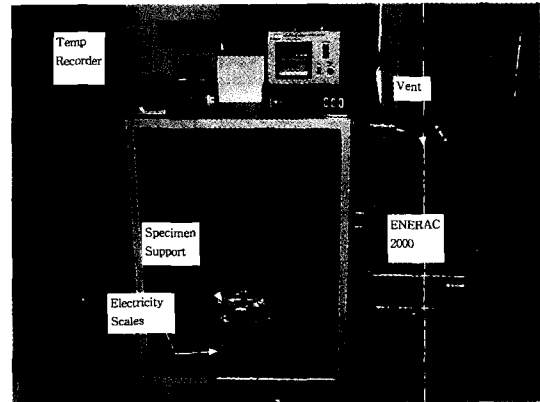 Temp
Recorder
Vent
Specimen
Support
ENERAC
2000
Electricity
Scales